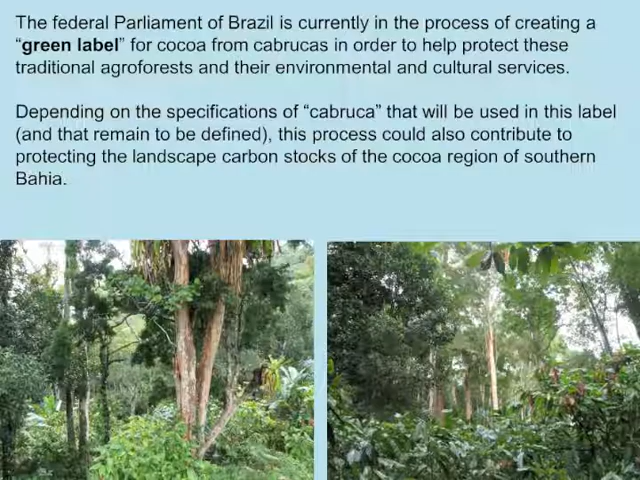 The federal Parliament of Brazil is currently in the process of creating a
“green label” for cocoa from cabrucas in order to help protect these
traditional agroforests and their environmental and cultural services.
Depending on the specifications of “cabruca” that will be used in this label
(and that remain to be defined), this process could also contribute to
protecting the landscape carbon stocks of the cocoa region of southern
Bahia.